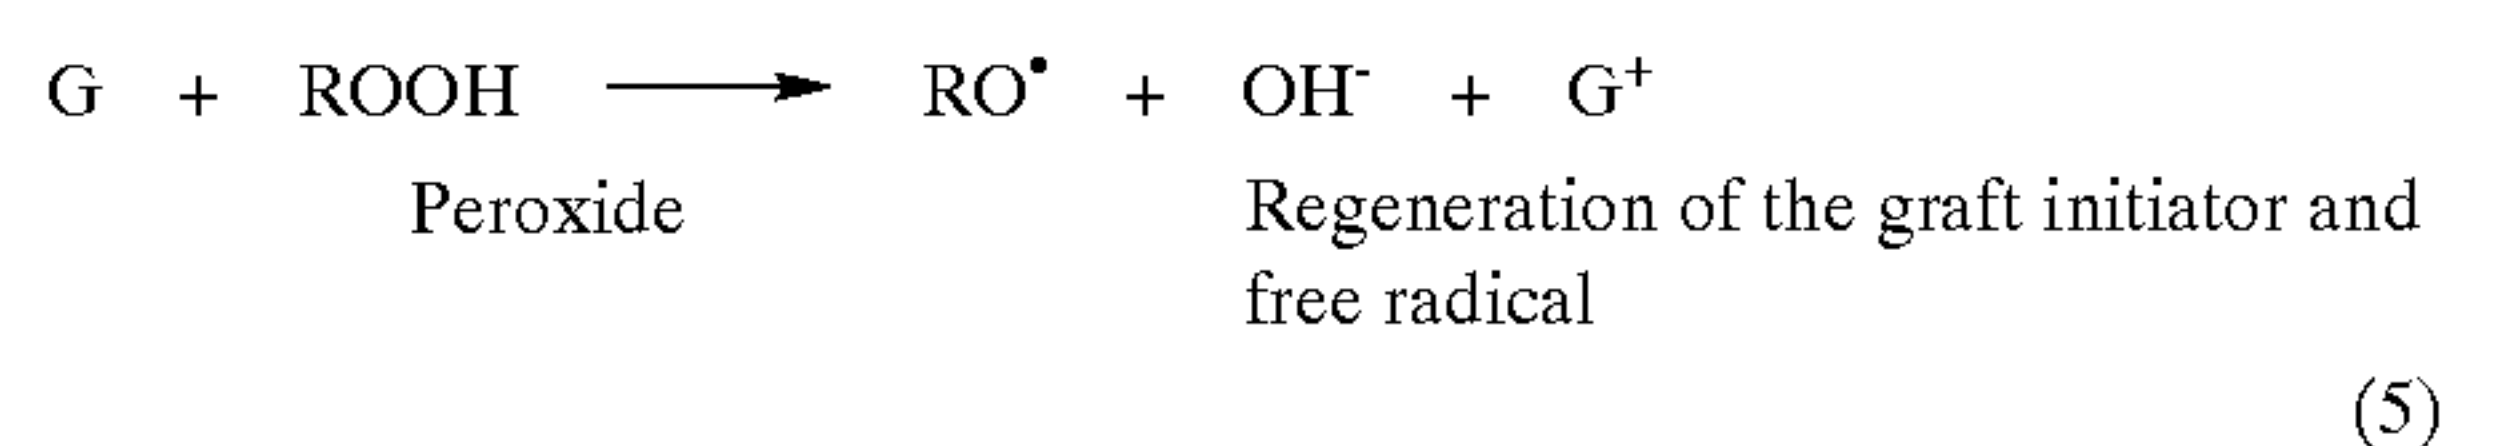 G + ROOH ⟶ RO• + OH⁻ + G⁺
Peroxide Regeneration of the graft initiator and
free radical
(5)